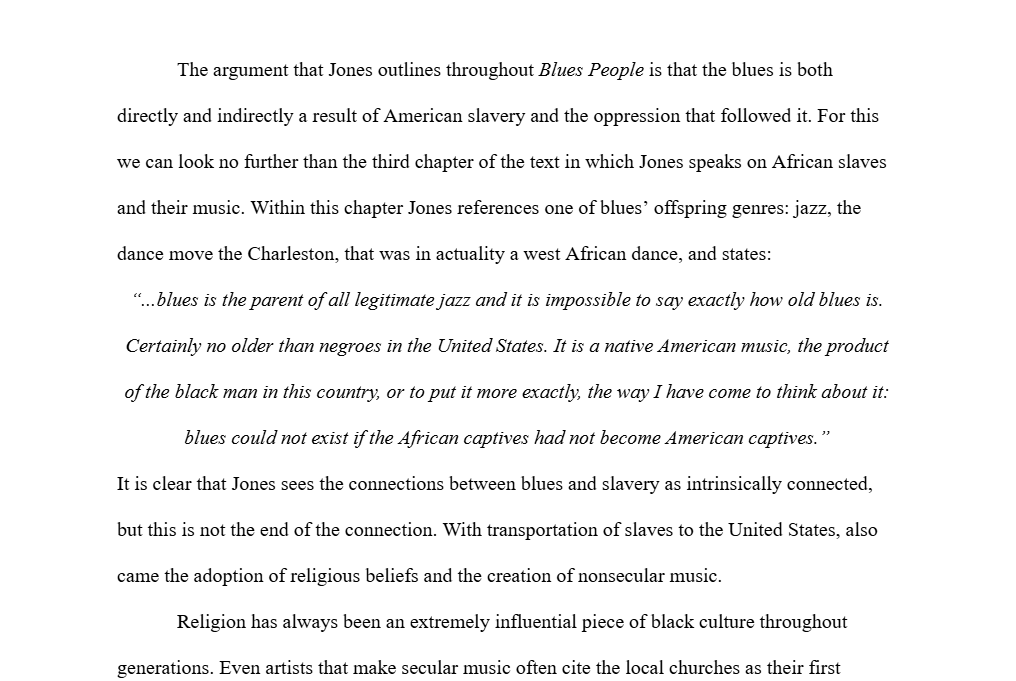 The argument that Jones outlines throughout Blues People is that the blues is both
directly and indirectly a result of American slavery and the oppression that followed it. For this
we can look no further than the third chapter of the text in which Jones speaks on African slaves
and their music. Within this chapter Jones references one of blues’ offspring genres: jazz, the
dance move the Charleston, that was in actuality a west African dance, and states:
“...blues is the parent of all legitimate jazz and it is impossible to say exactly how old blues is.
Certainly no older than negroes in the United States. It is a native American music, the product
of the black man in this country, or to put it more exactly, the way I have come to think about it:
blues could not exist if the African captives had not become American captives.”
It is clear that Jones sees the connections between blues and slavery as intrinsically connected,
but this is not the end of the connection. With transportation of slaves to the United States, also
came the adoption of religious beliefs and the creation of nonsecular music.
Religion has always been an extremely influential piece of black culture throughout
generations. Even artists that make secular music often cite the local churches as their first